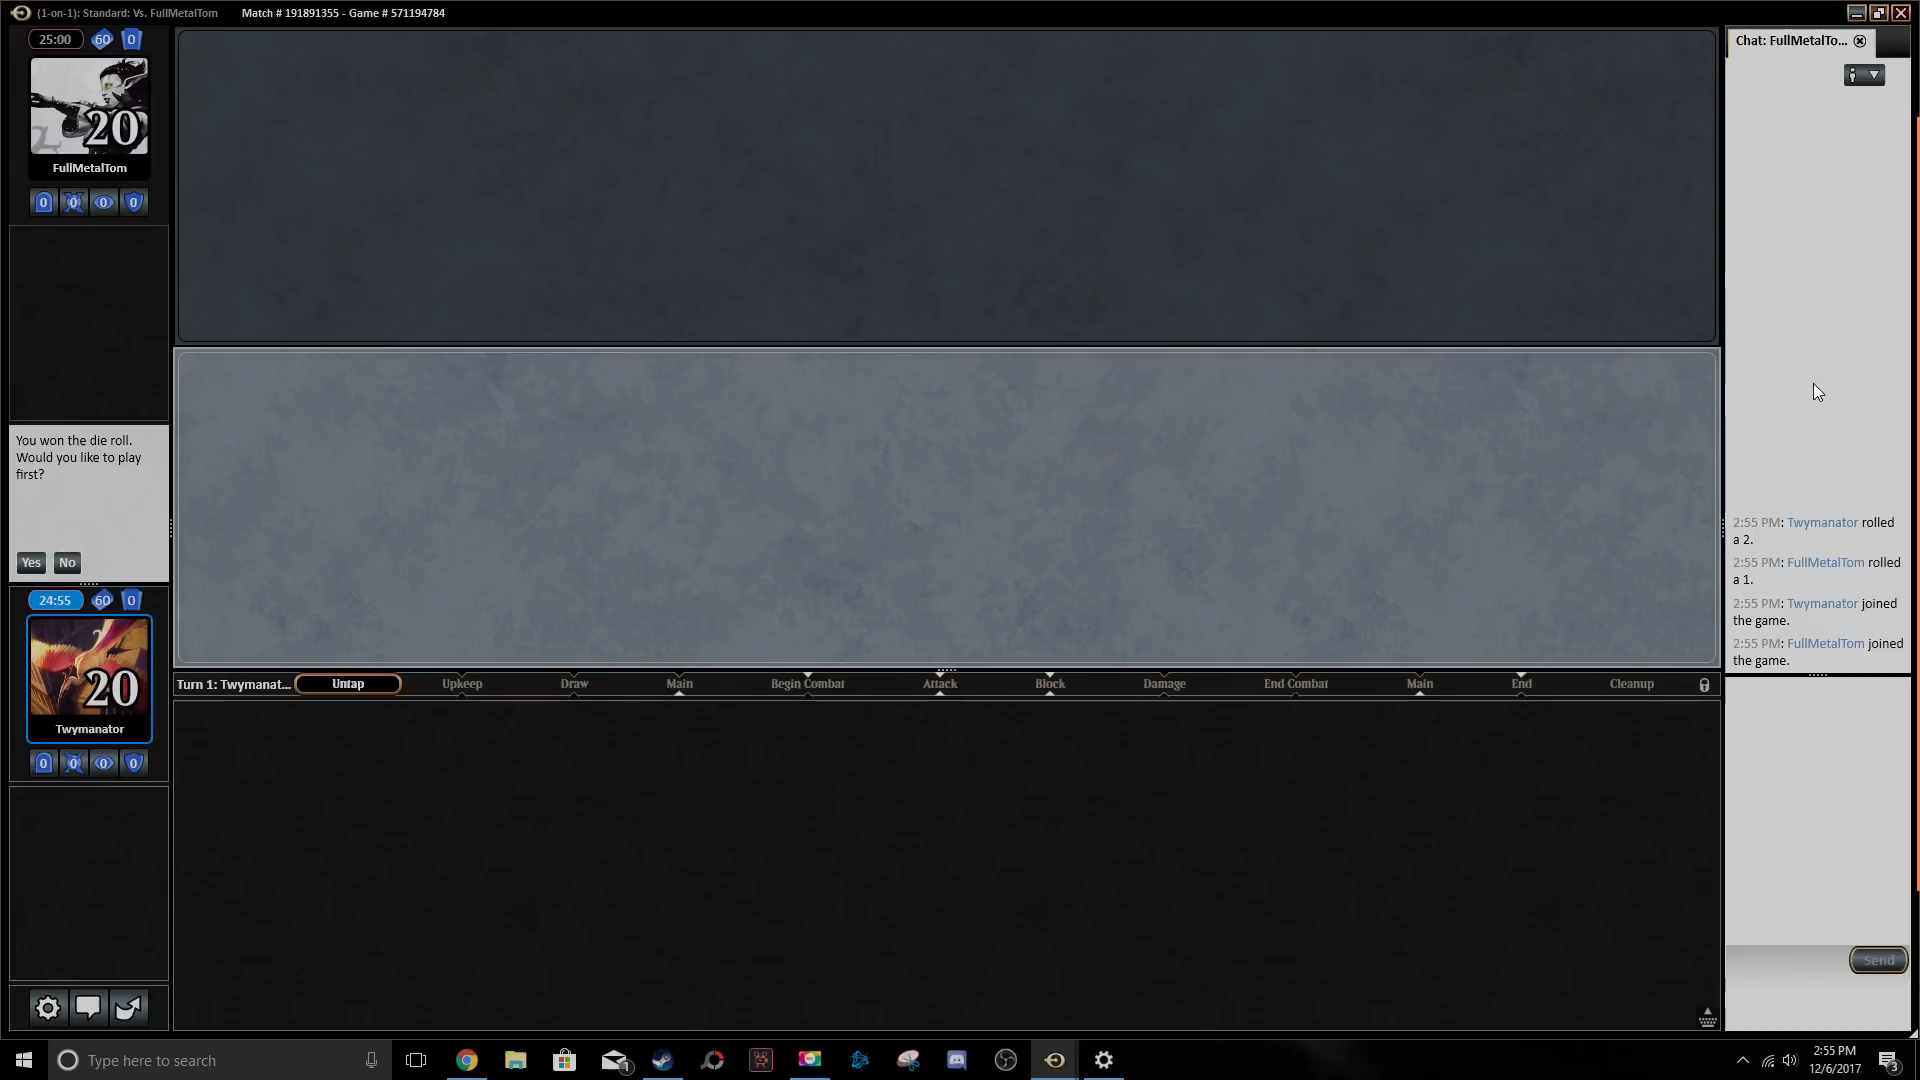 (1-on-1): Standard: Vs. FullMetalTom
Match # 191891355 - Game # 571194784
25:00
60
0
20
FullMetalTom
0
0
0
0
You won the die roll.
Would you like to play
first?
Yes
No
24:55
60
0
20
Twymanator
0
0
0
0
Turn 1: Twymanat...
Untap
Upkeep
Draw
Main
Begin Combat
Attack
Block
Damage
End Combat
Main
End
Cleanup
Chat: FullMetalTo...
2:55 PM: Twymanator rolled
a 2.
2:55 PM: FullMetalTom rolled
a 1.
2:55 PM: Twymanator joined
the game.
2:55 PM: FullMetalTom joined
the game.
Send
Type here to search
1
2:55 PM
12/6/2017
3